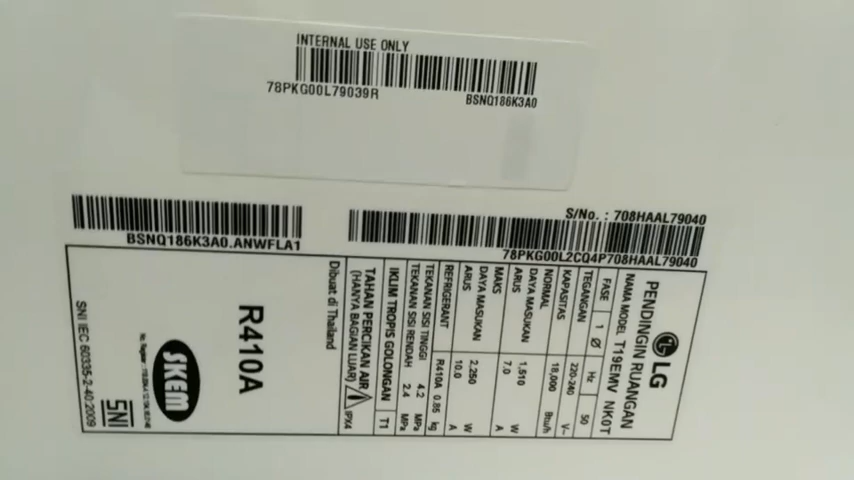 INTERNAL USE ONLY
78PKG00L79039R
BSNQ186K3A0
S/No. : 708HAAL79040
BSNQ186K3A0.ANWFLA1
78PKG00L2CQ4P708HAAL79040
LG
PENDINGIN RUANGAN
NAMA MODEL T19EMV NK0T
FASE 1 Ø Hz 50
TEGANGAN 220-240 V~
KAPASITAS 18,000 Btu/h
NORMAL
DAYA MASUKAN 1,510 W
ARUS 7.0 A
MAKS
DAYA MASUKAN 2,250 W
ARUS 10.0 A
REFRIGERANT R410A 0.85 kg
TEKANAN SISI TINGGI 4.2 MPa
TEKANAN SISI RENDAH 2.4 MPa
IKLIM TROPIS GOLONGAN T1
TAHAN PERCIKAN AIR
(HANYA BAGIAN LUAR) IPX4
Dibuat di Thailand
R410A
SKEM
SNI
SNI IEC 60335-2-40:2009